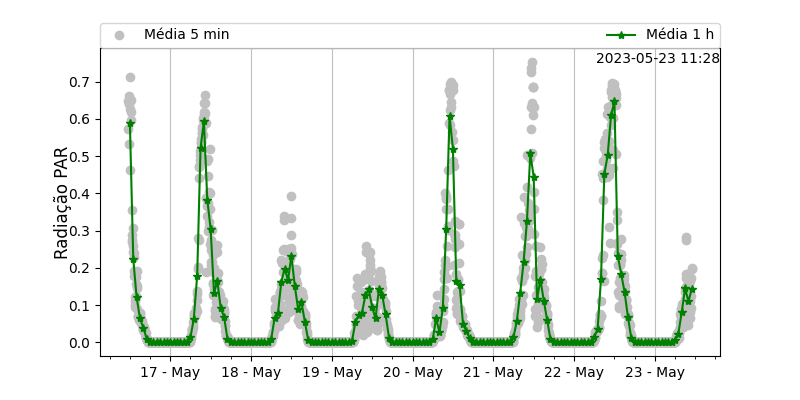 Média 5 min
Média 1 h
2023-05-23 11:28
Radiação PAR
0.7
0.6
0.5
0.4
0.3
0.2
0.1
0.0
17 - May
18 - May
19 - May
20 - May
21 - May
22 - May
23 - May